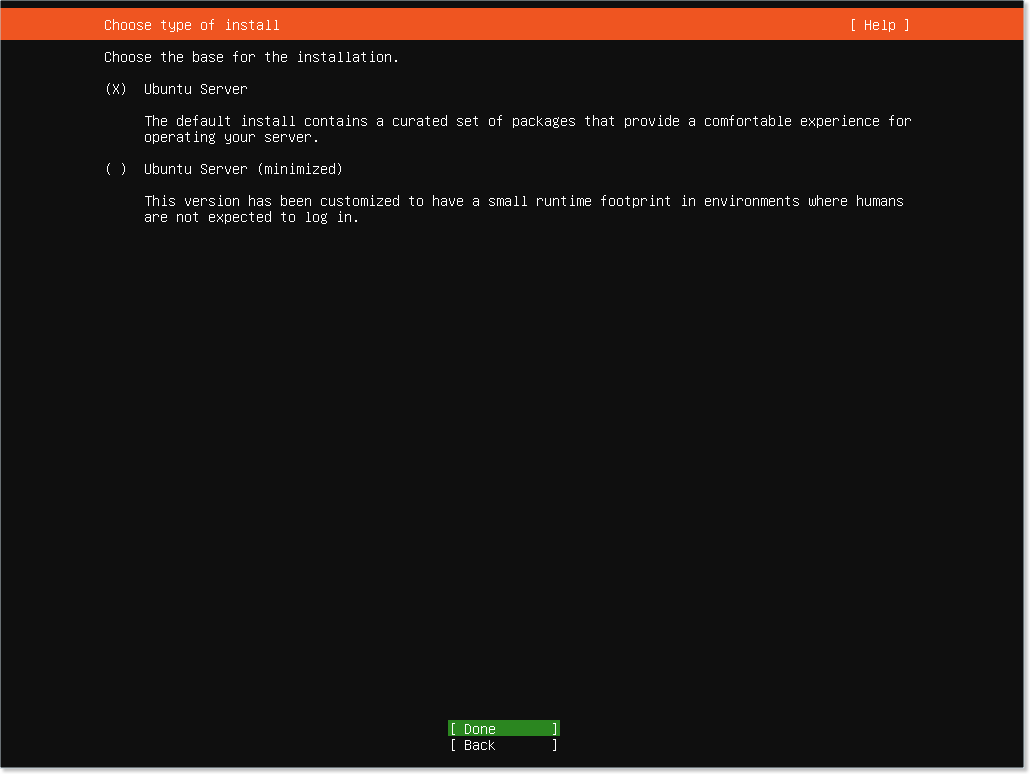 Choose type of install [ Help ]
Choose the base for the installation.
(X) Ubuntu Server
The default install contains a curated set of packages that provide a comfortable experience for
operating your server.
( ) Ubuntu Server (minimized)
This version has been customized to have a small runtime footprint in environments where humans
are not expected to log in.
[ Done ]
[ Back ]